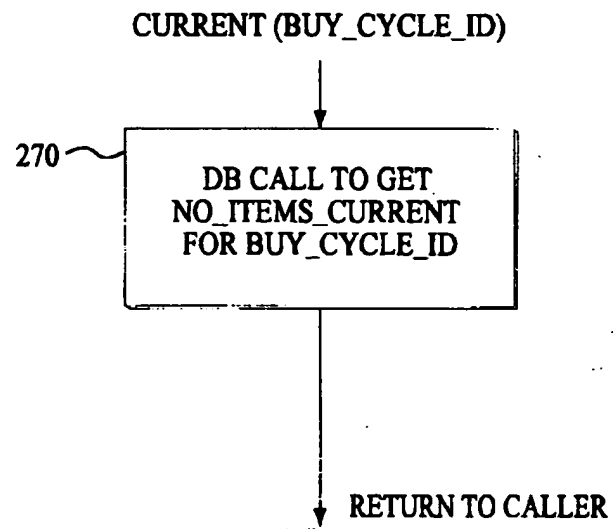 CURRENT (BUY_CYCLE_ID)
270
DB CALL TO GET
NO_ITEMS_CURRENT
FOR BUY_CYCLE_ID
RETURN TO CALLER